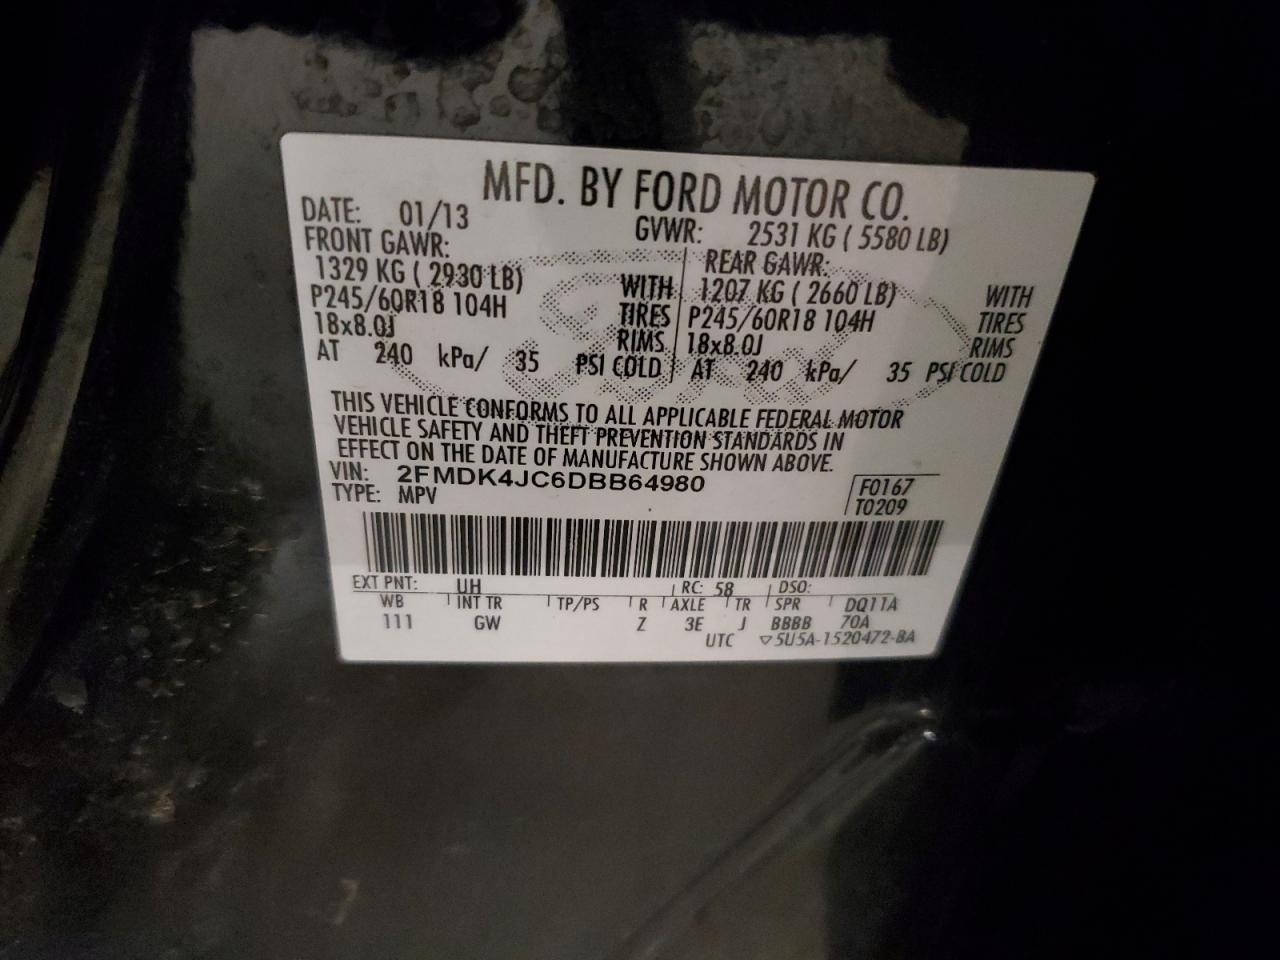 MFD. BY FORD MOTOR CO.
DATE: 01/13 GVWR: 2531 KG ( 5580 LB)
FRONT GAWR: REAR GAWR:
1329 KG ( 2930 LB) WITH 1207 KG ( 2660 LB) WITH
P245/60R18 104H TIRES P245/60R18 104H TIRES
18x8.0J RIMS 18x8.0J RIMS
AT 240 kPa/ 35 PSI COLD AT 240 kPa/ 35 PSI COLD
THIS VEHICLE CONFORMS TO ALL APPLICABLE FEDERAL MOTOR
VEHICLE SAFETY AND THEFT PREVENTION STANDARDS IN
EFFECT ON THE DATE OF MANUFACTURE SHOWN ABOVE.
VIN: 2FMDK4JC6DBB64980 F0167
TYPE: MPV T0209
EXT PNT: UH RC: 58 DSO:
WB INT TR TP/PS R AXLE TR SPR DQ11A
111 GW Z 3E J BBBB 70A
UTC ▽5U5A-1520472-BA